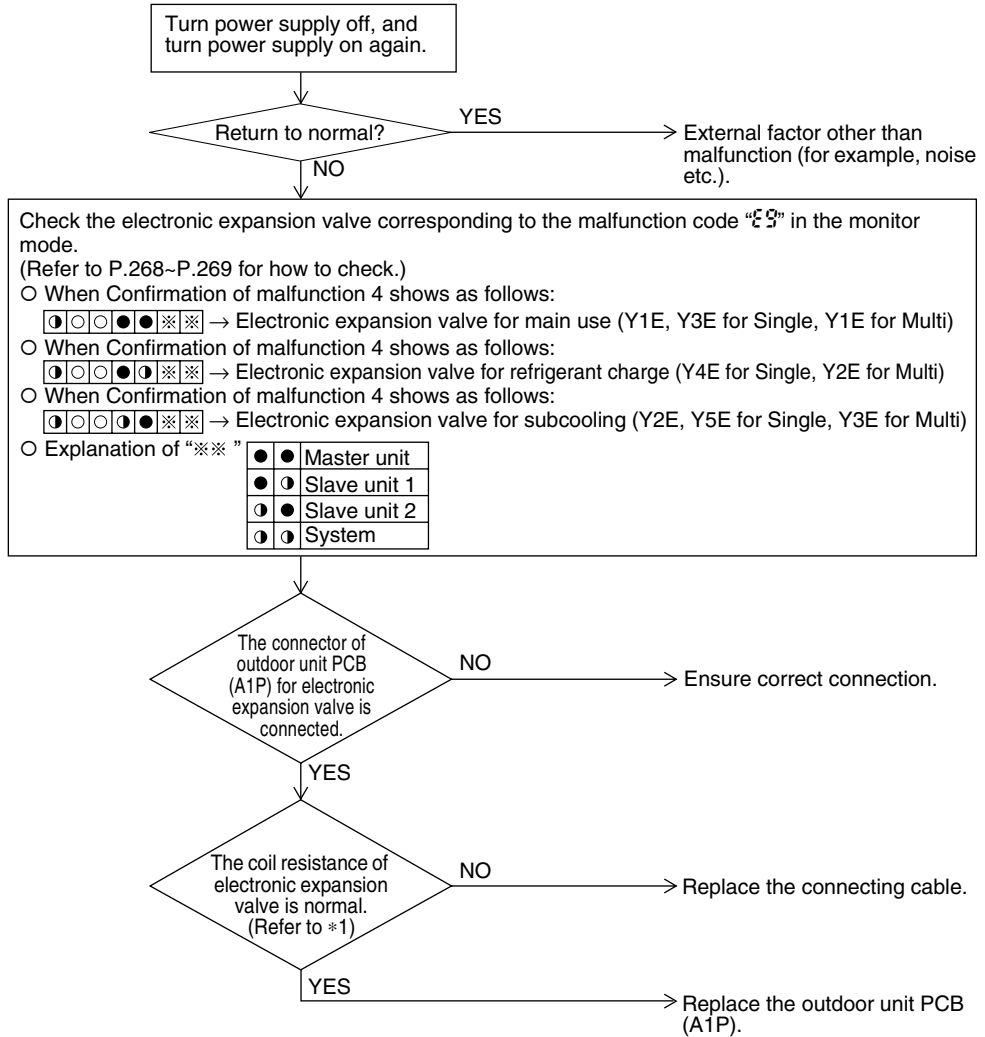 Turn power supply off, and
turn power supply on again.
Return to normal?
YES
External factor other than
malfunction (for example, noise
etc.).
NO
Check the electronic expansion valve corresponding to the malfunction code “E9” in the monitor
mode.
(Refer to P.268~P.269 for how to check.)
○ When Confirmation of malfunction 4 shows as follows:
◑ ○ ○ ● ● ※ ※ → Electronic expansion valve for main use (Y1E, Y3E for Single, Y1E for Multi)
○ When Confirmation of malfunction 4 shows as follows:
◑ ○ ○ ● ◑ ※ ※ → Electronic expansion valve for refrigerant charge (Y4E for Single, Y2E for Multi)
○ When Confirmation of malfunction 4 shows as follows:
◑ ○ ○ ◑ ● ※ ※ → Electronic expansion valve for subcooling (Y2E, Y5E for Single, Y3E for Multi)
○ Explanation of “※※ ”
● ● Master unit
● ◑ Slave unit 1
◑ ● Slave unit 2
◑ ◑ System
The connector of
outdoor unit PCB
(A1P) for electronic
expansion valve is
connected.
NO
Ensure correct connection.
YES
The coil resistance of
electronic expansion
valve is normal.
(Refer to *1)
NO
Replace the connecting cable.
YES
Replace the outdoor unit PCB
(A1P).